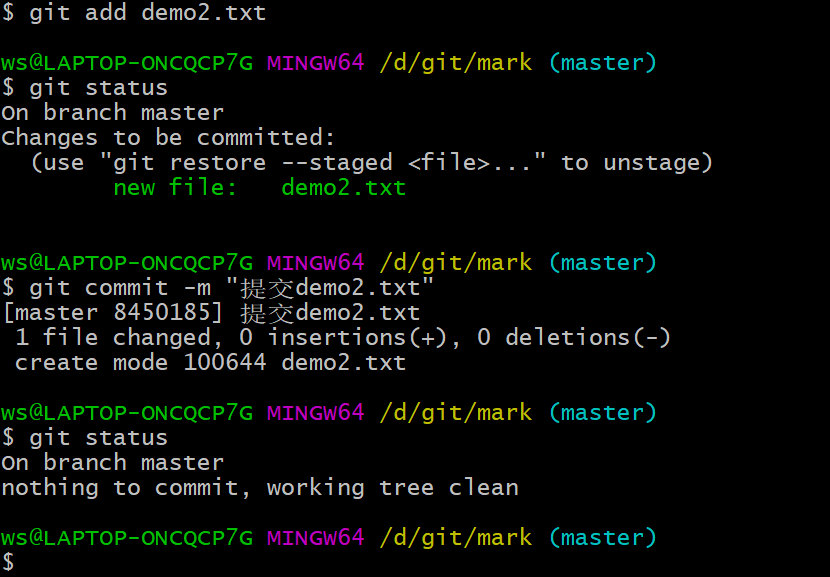 $ git add demo2.txt
ws@LAPTOP-ONCQCP7G MINGW64 /d/git/mark (master)
$ git status
On branch master
Changes to be committed:
  (use "git restore --staged <file>..." to unstage)
        new file:   demo2.txt
ws@LAPTOP-ONCQCP7G MINGW64 /d/git/mark (master)
$ git commit -m "提交demo2.txt"
[master 8450185] 提交demo2.txt
 1 file changed, 0 insertions(+), 0 deletions(-)
 create mode 100644 demo2.txt
ws@LAPTOP-ONCQCP7G MINGW64 /d/git/mark (master)
$ git status
On branch master
nothing to commit, working tree clean
ws@LAPTOP-ONCQCP7G MINGW64 /d/git/mark (master)
$